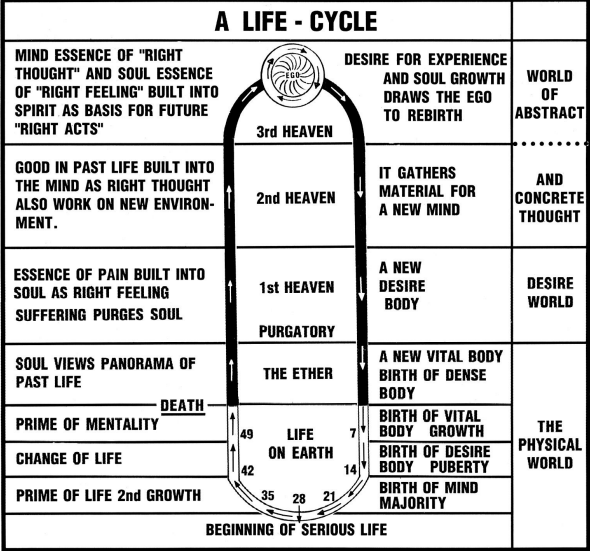 A LIFE - CYCLE
MIND ESSENCE OF "RIGHT
THOUGHT" AND SOUL ESSENCE
OF "RIGHT FEELING" BUILT INTO
SPIRIT AS BASIS FOR FUTURE
"RIGHT ACTS"
EGO
3rd HEAVEN
DESIRE FOR EXPERIENCE
AND SOUL GROWTH
DRAWS THE EGO
TO REBIRTH
WORLD
OF
ABSTRACT
GOOD IN PAST LIFE BUILT INTO
THE MIND AS RIGHT THOUGHT
ALSO WORK ON NEW ENVIRON-
MENT.
2nd HEAVEN
IT GATHERS
MATERIAL FOR
A NEW MIND
AND
CONCRETE
THOUGHT
ESSENCE OF PAIN BUILT INTO
SOUL AS RIGHT FEELING
SUFFERING PURGES SOUL
1st HEAVEN
PURGATORY
A NEW
DESIRE
BODY
DESIRE
WORLD
SOUL VIEWS PANORAMA OF
PAST LIFE
THE ETHER
A NEW VITAL BODY
BIRTH OF DENSE
BODY
DEATH
PRIME OF MENTALITY
49
LIFE
ON EARTH
7
BIRTH OF VITAL
BODY GROWTH
THE
PHYSICAL
WORLD
CHANGE OF LIFE
42
14
BIRTH OF DESIRE
BODY PUBERTY
PRIME OF LIFE 2nd GROWTH
35
28
21
BIRTH OF MIND
MAJORITY
BEGINNING OF SERIOUS LIFE